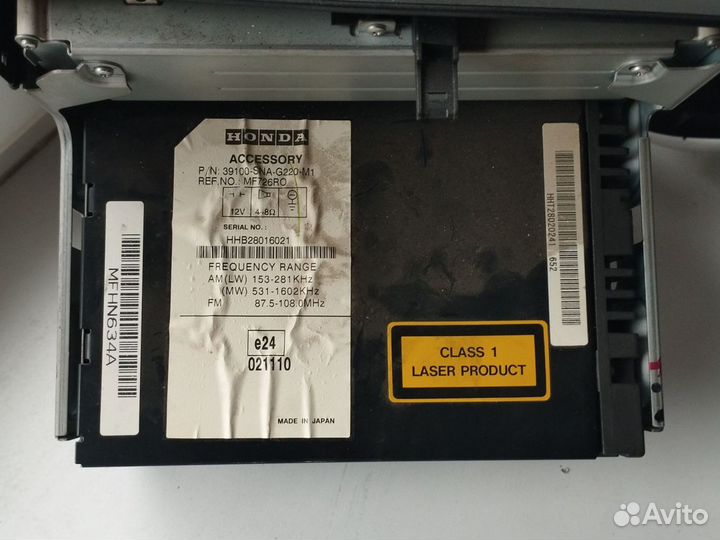 HONDA
ACCESSORY
P/N: 39100-SNA-G220-M1
REF.NO.: MF726RO
12V 4-8Ω
SERIAL NO.:
HHB28016021
FREQUENCY RANGE
AM(LW) 153-281KHz
(MW) 531-1602KHz
FM 87.5-108.0MHz
e24
021110
MADE IN JAPAN
MFHN634A
CLASS 1
LASER PRODUCT
HHT28020241 652
Avito